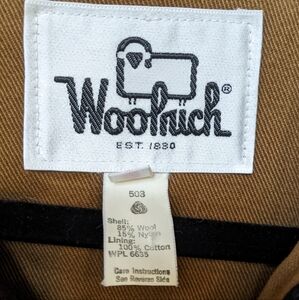 Woolrich®
EST. 1830
503
Shell:
85% Wool
15% Nylon
Lining:
100% Cotton
WPL 6635
Care Instructions
See Reverse Side